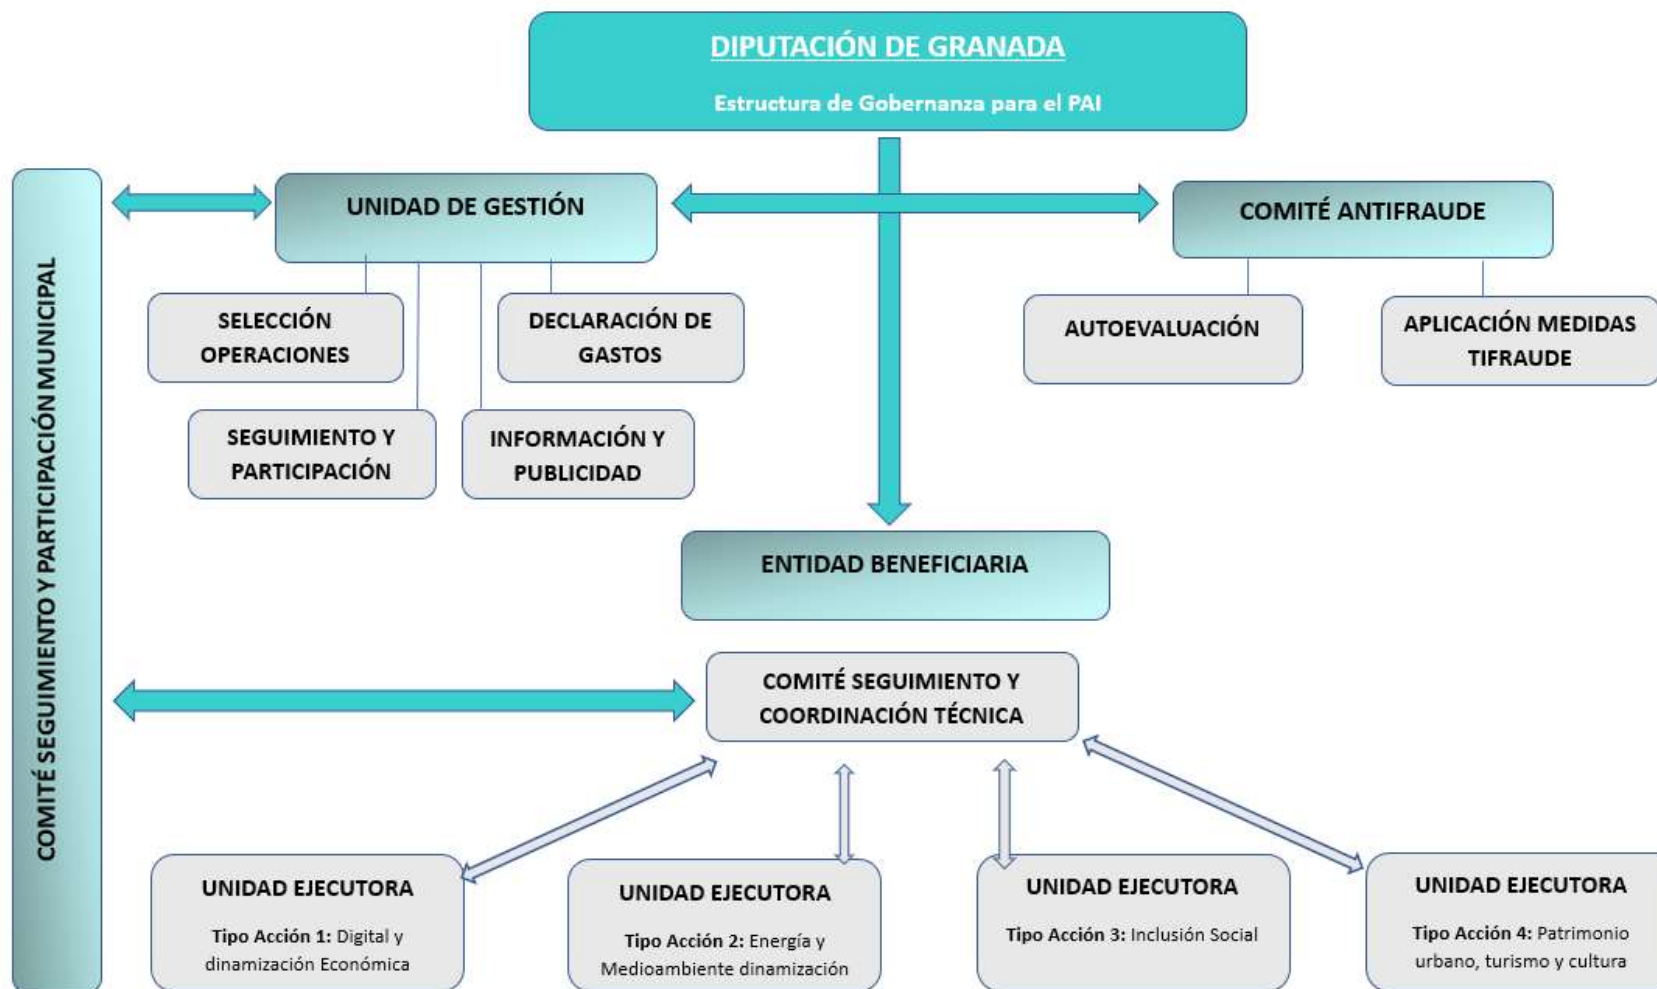 DIPUTACIÓN DE GRANADA
Estructura de Gobernanza para el PAI
COMITÉ SEGUIMIENTO Y PARTICIPACIÓN MUNICIPAL
UNIDAD DE GESTIÓN
COMITÉ ANTIFRAUDE
SELECCIÓN
OPERACIONES
DECLARACIÓN DE
GASTOS
AUTOEVALUACIÓN
APLICACIÓN MEDIDAS
TIFRAUDE
SEGUIMIENTO Y
PARTICIPACIÓN
INFORMACIÓN Y
PUBLICIDAD
ENTIDAD BENEFICIARIA
COMITÉ SEGUIMIENTO Y
COORDINACIÓN TÉCNICA
UNIDAD EJECUTORA
Tipo Acción 1: Digital y
dinamización Económica
UNIDAD EJECUTORA
Tipo Acción 2: Energía y
Medioambiente dinamización
UNIDAD EJECUTORA
Tipo Acción 3: Inclusión Social
UNIDAD EJECUTORA
Tipo Acción 4: Patrimonio
urbano, turismo y cultura